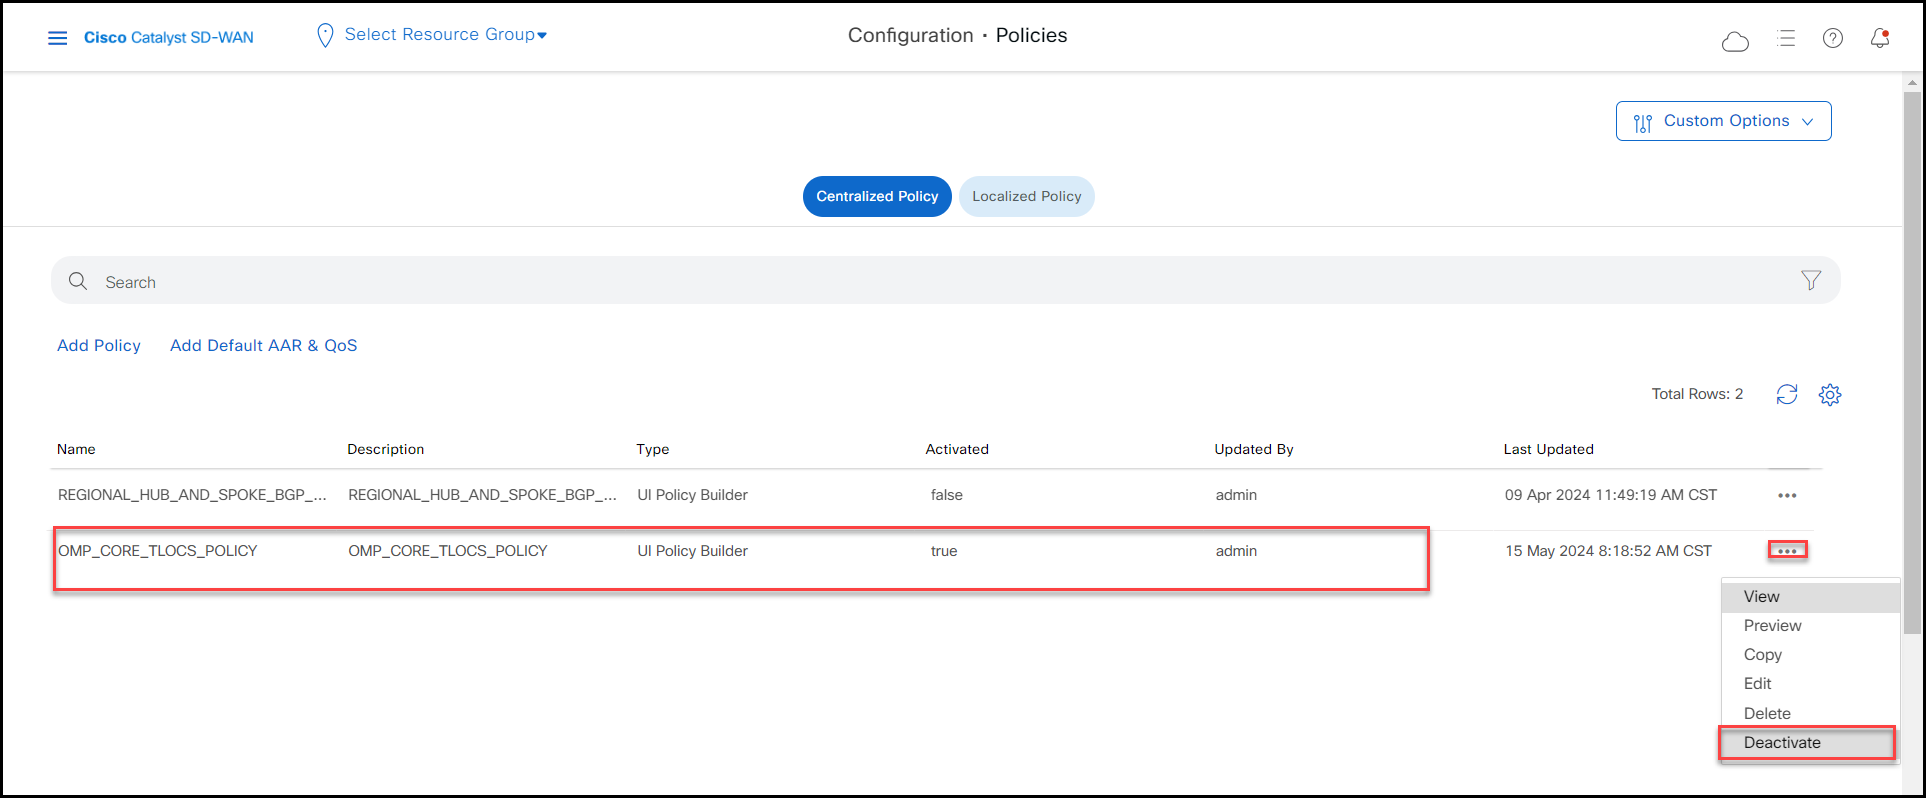 Cisco Catalyst SD-WAN
Select Resource Group
Configuration · Policies
Custom Options
Centralized Policy
Localized Policy
Search
Add Policy
Add Default AAR & QoS
Total Rows: 2
Name Description Type Activated Updated By Last Updated
REGIONAL_HUB_AND_SPOKE_BGP_... REGIONAL_HUB_AND_SPOKE_BGP_... UI Policy Builder false admin 09 Apr 2024 11:49:19 AM CST
OMP_CORE_TLOCS_POLICY OMP_CORE_TLOCS_POLICY UI Policy Builder true admin 15 May 2024 8:18:52 AM CST
View
Preview
Copy
Edit
Delete
Deactivate